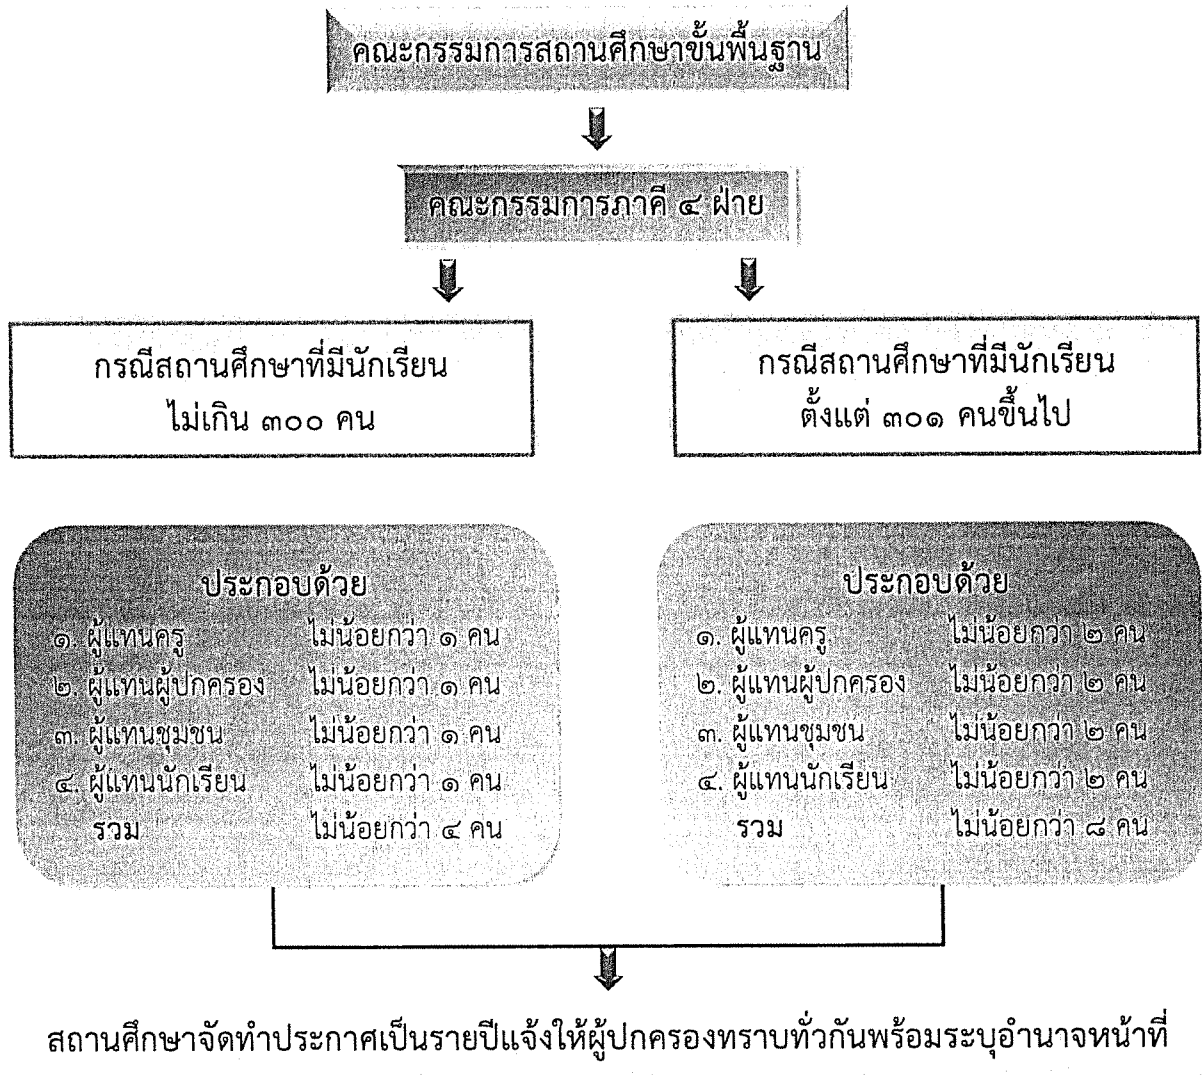 คณะกรรมการสถานศึกษาขั้นพื้นฐาน
คณะกรรมการภาคี ๔ ฝ่าย
กรณีสถานศึกษาที่มีนักเรียน
ไม่เกิน ๓๐๐ คน
กรณีสถานศึกษาที่มีนักเรียน
ตั้งแต่ ๓๐๑ คนขึ้นไป
ประกอบด้วย
๑. ผู้แทนครู ไม่น้อยกว่า ๑ คน
๒. ผู้แทนผู้ปกครอง ไม่น้อยกว่า ๑ คน
๓. ผู้แทนชุมชน ไม่น้อยกว่า ๑ คน
๔. ผู้แทนนักเรียน ไม่น้อยกว่า ๑ คน
รวม ไม่น้อยกว่า ๔ คน
ประกอบด้วย
๑. ผู้แทนครู ไม่น้อยกว่า ๒ คน
๒. ผู้แทนผู้ปกครอง ไม่น้อยกว่า ๒ คน
๓. ผู้แทนชุมชน ไม่น้อยกว่า ๒ คน
๔. ผู้แทนนักเรียน ไม่น้อยกว่า ๒ คน
รวม ไม่น้อยกว่า ๘ คน
สถานศึกษาจัดทำประกาศเป็นรายปีแจ้งให้ผู้ปกครองทราบทั่วกันพร้อมระบุอำนาจหน้าที่